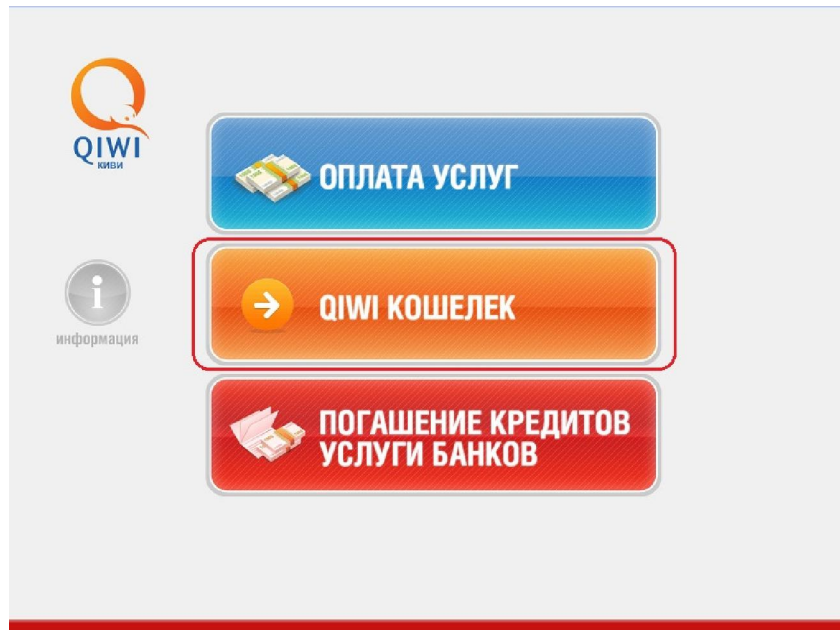 QIWI
КИВИ
ОПЛАТА УСЛУГ
QIWI КОШЕЛЕК
информация
ПОГАШЕНИЕ КРЕДИТОВ
УСЛУГИ БАНКОВ